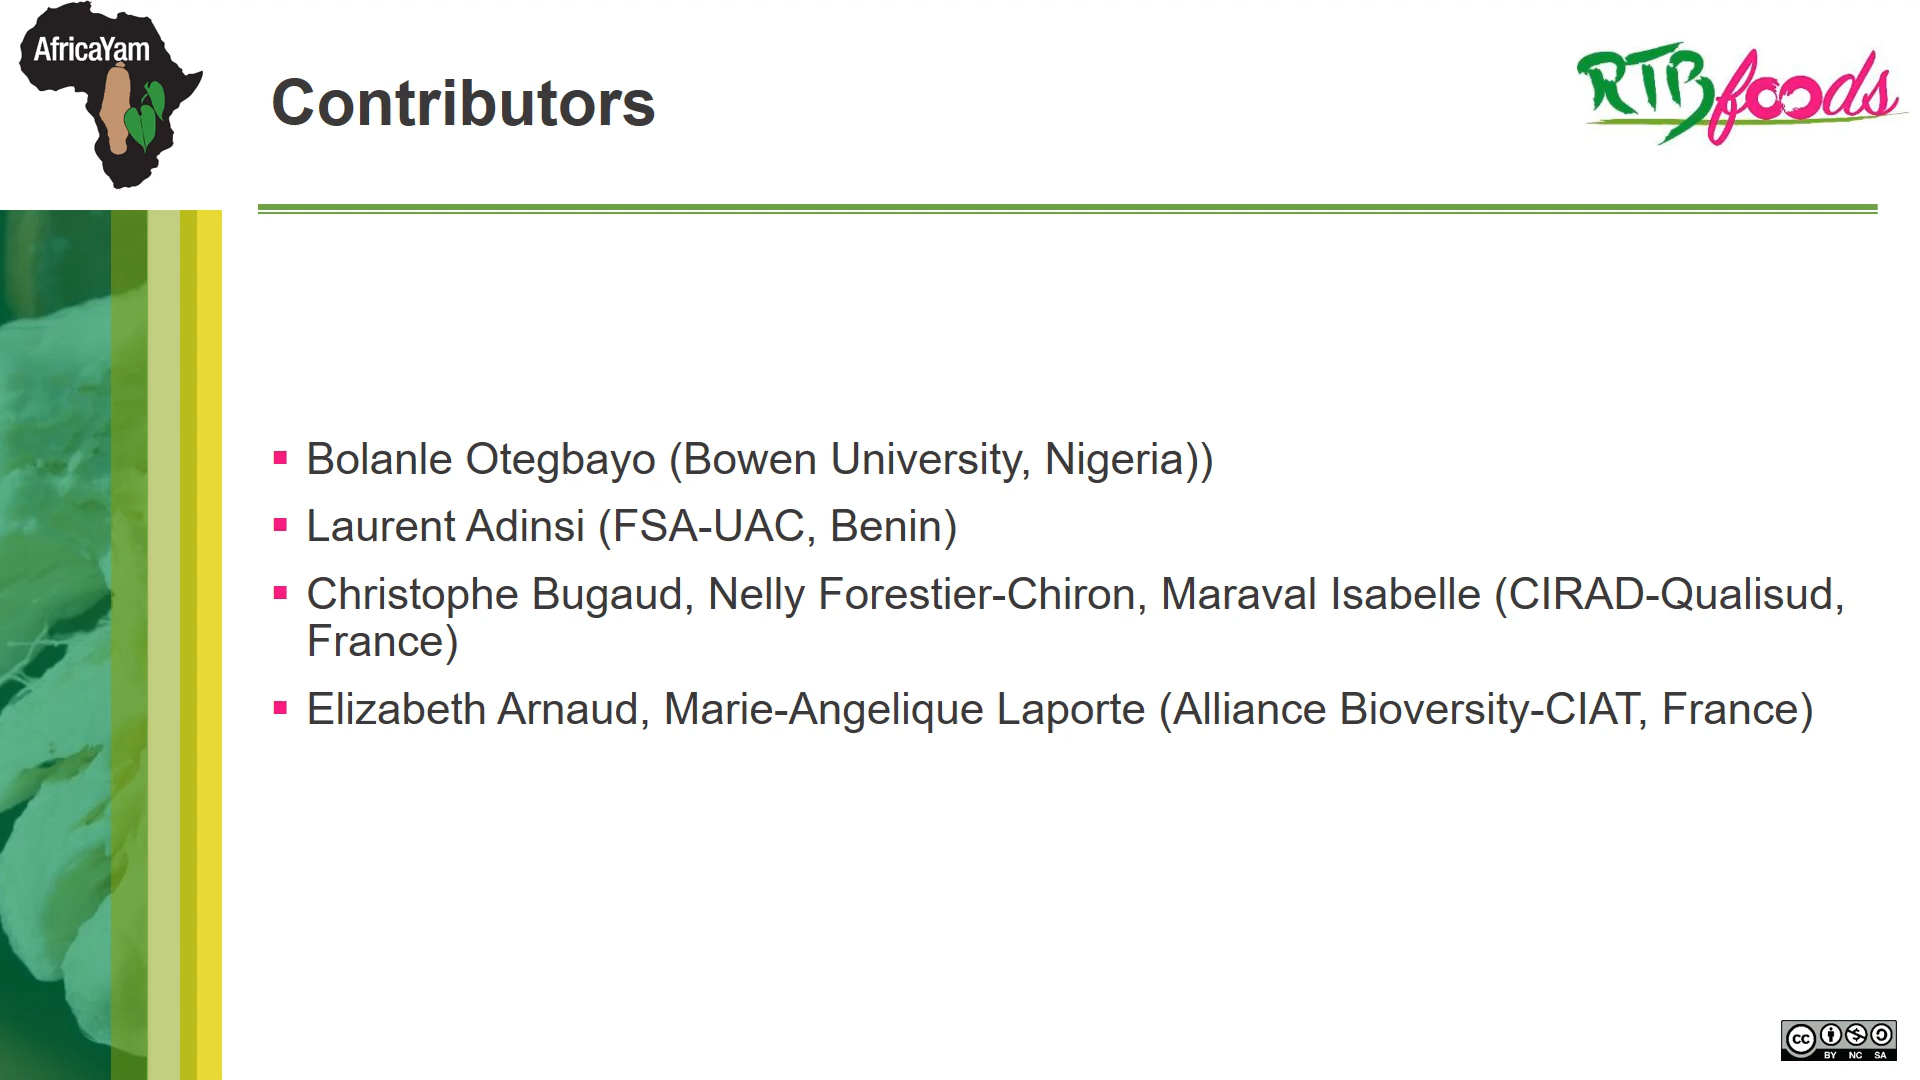 AfricaYam
RTBfoods
Contributors
▪ Bolanle Otegbayo (Bowen University, Nigeria))
▪ Laurent Adinsi (FSA-UAC, Benin)
▪ Christophe Bugaud, Nelly Forestier-Chiron, Maraval Isabelle (CIRAD-Qualisud,
France)
▪ Elizabeth Arnaud, Marie-Angelique Laporte (Alliance Bioversity-CIAT, France)
cc
BY NC SA